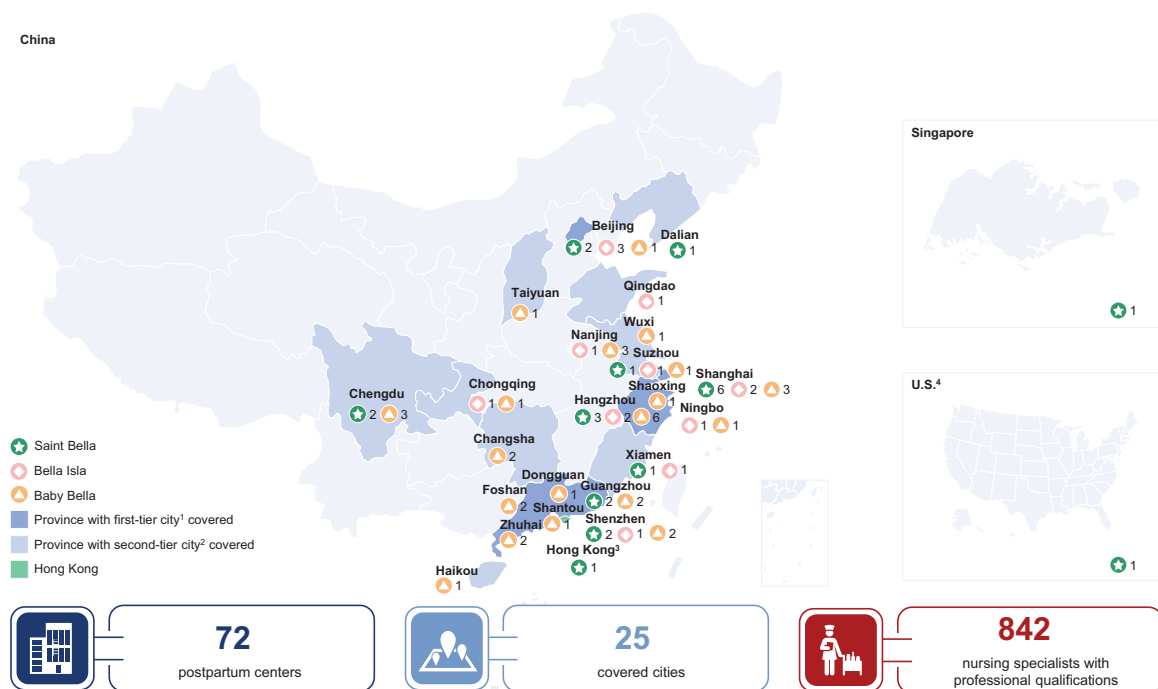 China
Singapore
1
U.S.4
1
Beijing
2 3 1
Dalian
1
Taiyuan
1
Qingdao
1
Wuxi
1
Nanjing
1 3
Suzhou
1 1 1
Shanghai
6 2 3
Chengdu
2 3
Chongqing
1 1
Shaoxing
1
Hangzhou
3 2 6
Ningbo
1 1
Changsha
2
Xiamen
1 1
Dongguan
1
Guangzhou
2 2
Foshan
2
Shantou
1
Shenzhen
2 1 2
Zhuhai
2
Hong Kong3
1
Haikou
1
Saint Bella
Bella Isla
Baby Bella
Province with first-tier city1 covered
Province with second-tier city2 covered
Hong Kong
72
postpartum centers
25
covered cities
842
nursing specialists with
professional qualifications